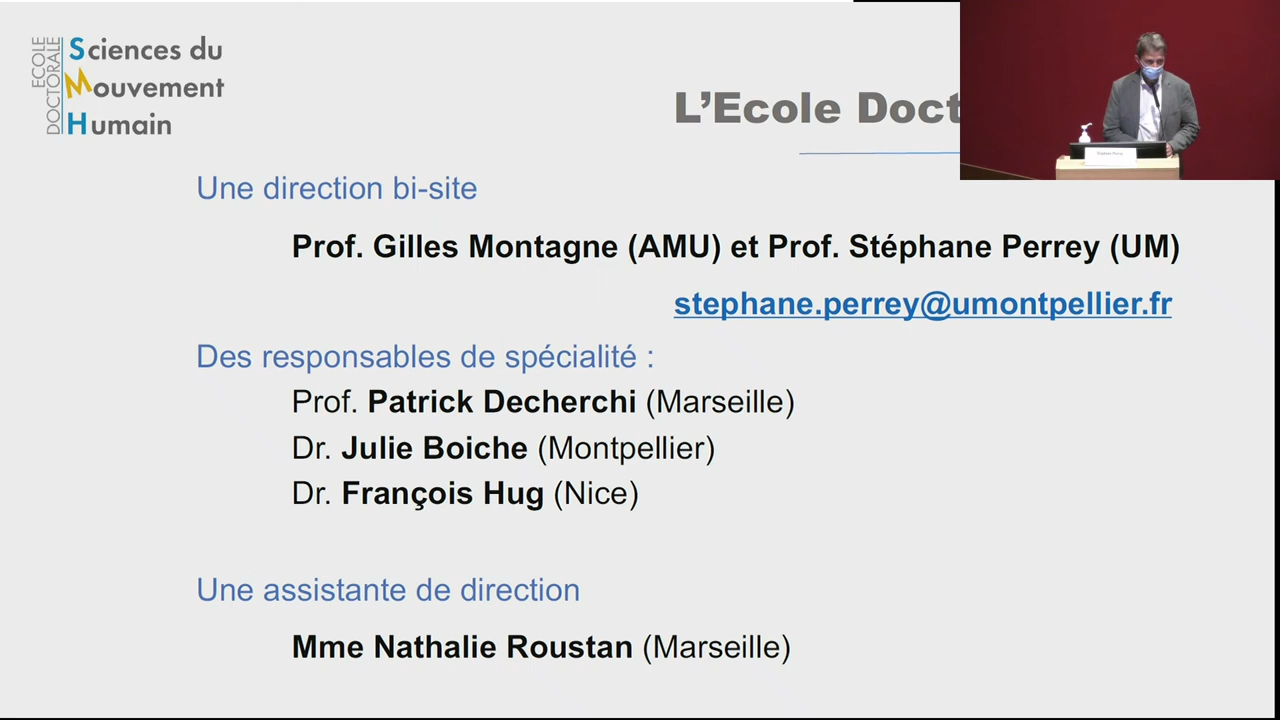 ECOLE DOCTORALE
Sciences du
Mouvement
Humain
L'Ecole Doct
Une direction bi-site
Prof. Gilles Montagne (AMU) et Prof. Stéphane Perrey (UM)
stephane.perrey@umontpellier.fr
Des responsables de spécialité :
Prof. Patrick Decherchi (Marseille)
Dr. Julie Boiche (Montpellier)
Dr. François Hug (Nice)
Une assistante de direction
Mme Nathalie Roustan (Marseille)